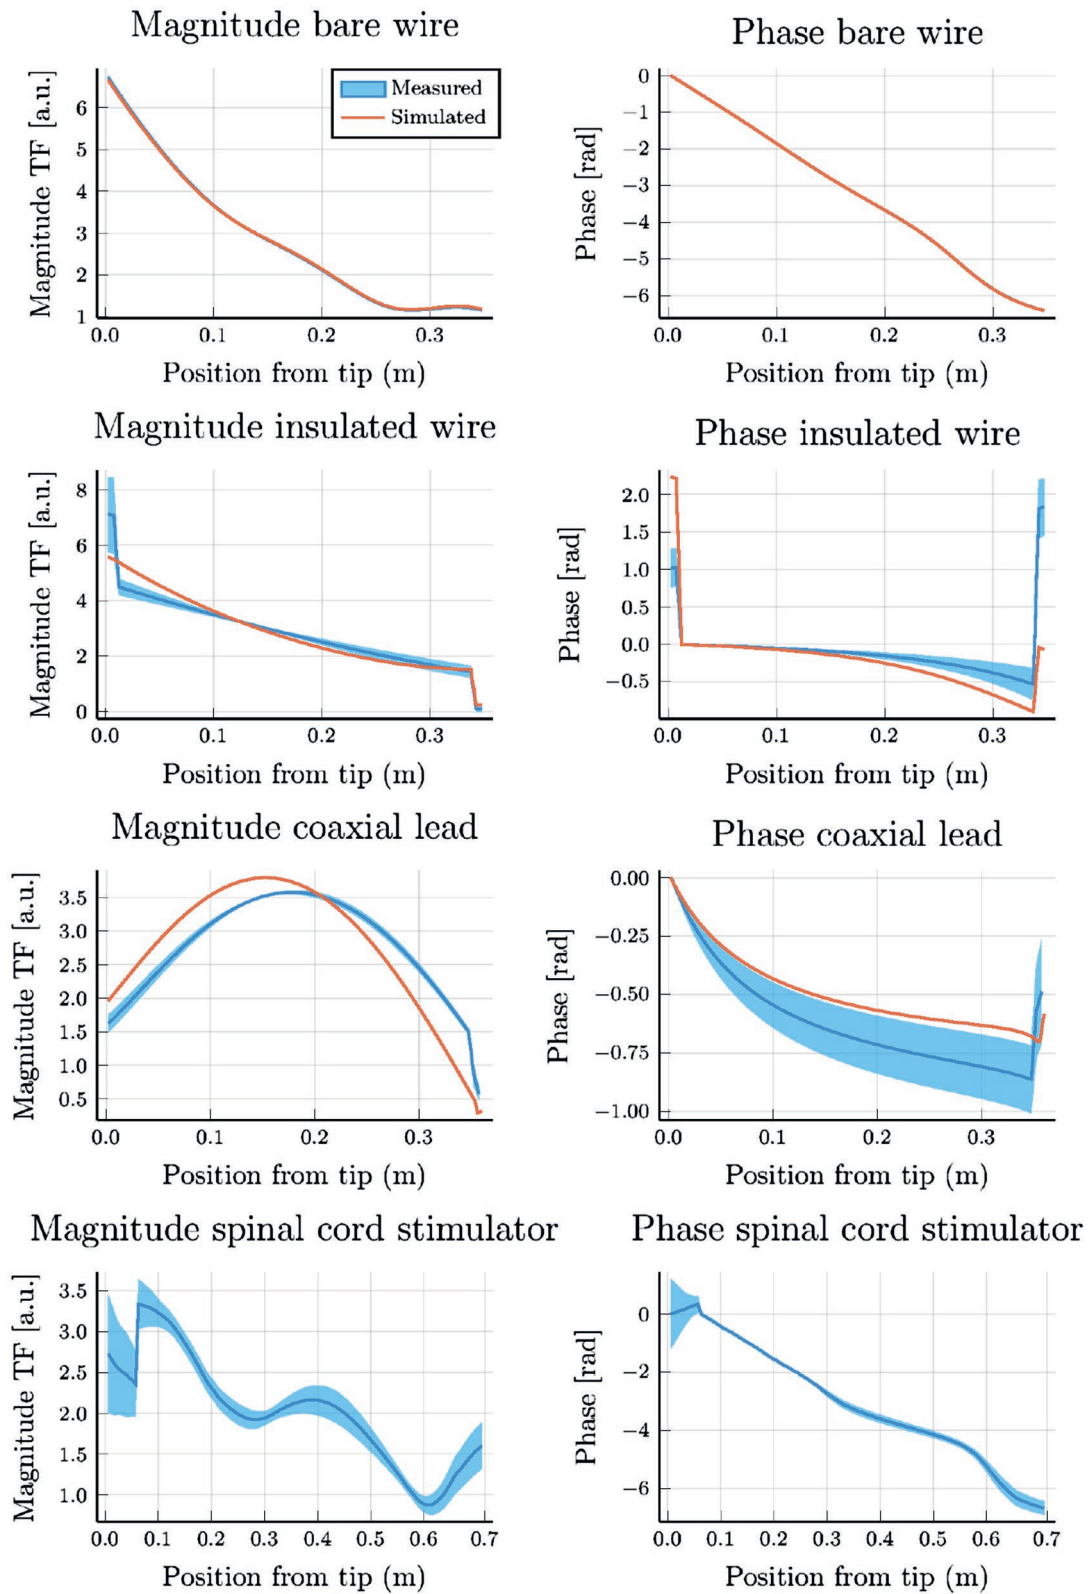 Magnitude bare wire
Magnitude TF [a.u.]
6
5
4
3
2
1
Measured
Simulated
0.0 0.1 0.2 0.3
Position from tip (m)
Phase bare wire
Phase [rad]
0
−1
−2
−3
−4
−5
−6
0.0 0.1 0.2 0.3
Position from tip (m)
Magnitude insulated wire
Magnitude TF [a.u.]
8
6
4
2
0
0.0 0.1 0.2 0.3
Position from tip (m)
Phase insulated wire
Phase [rad]
2.0
1.5
1.0
0.5
0.0
−0.5
0.0 0.1 0.2 0.3
Position from tip (m)
Magnitude coaxial lead
Magnitude TF [a.u.]
3.5
3.0
2.5
2.0
1.5
1.0
0.5
0.0 0.1 0.2 0.3
Position from tip (m)
Phase coaxial lead
Phase [rad]
0.00
−0.25
−0.50
−0.75
−1.00
0.0 0.1 0.2 0.3
Position from tip (m)
Magnitude spinal cord stimulator
Magnitude TF [a.u.]
3.5
3.0
2.5
2.0
1.5
1.0
0.0 0.1 0.2 0.3 0.4 0.5 0.6 0.7
Position from tip (m)
Phase spinal cord stimulator
Phase [rad]
0
−2
−4
−6
0.0 0.1 0.2 0.3 0.4 0.5 0.6 0.7
Position from tip (m)